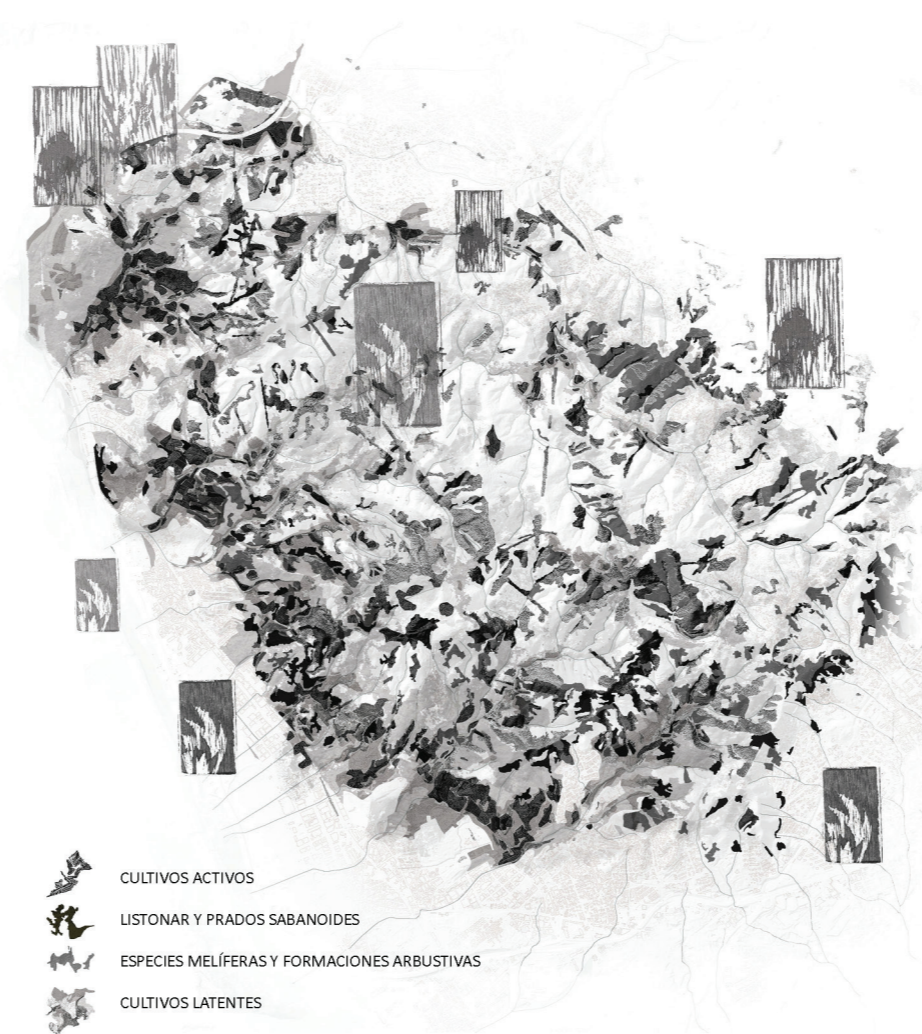 CULTIVOS ACTIVOS
LISTONAR Y PRADOS SABANOIDES
ESPECIES MELÍFERAS Y FORMACIONES ARBUSTIVAS
CULTIVOS LATENTES